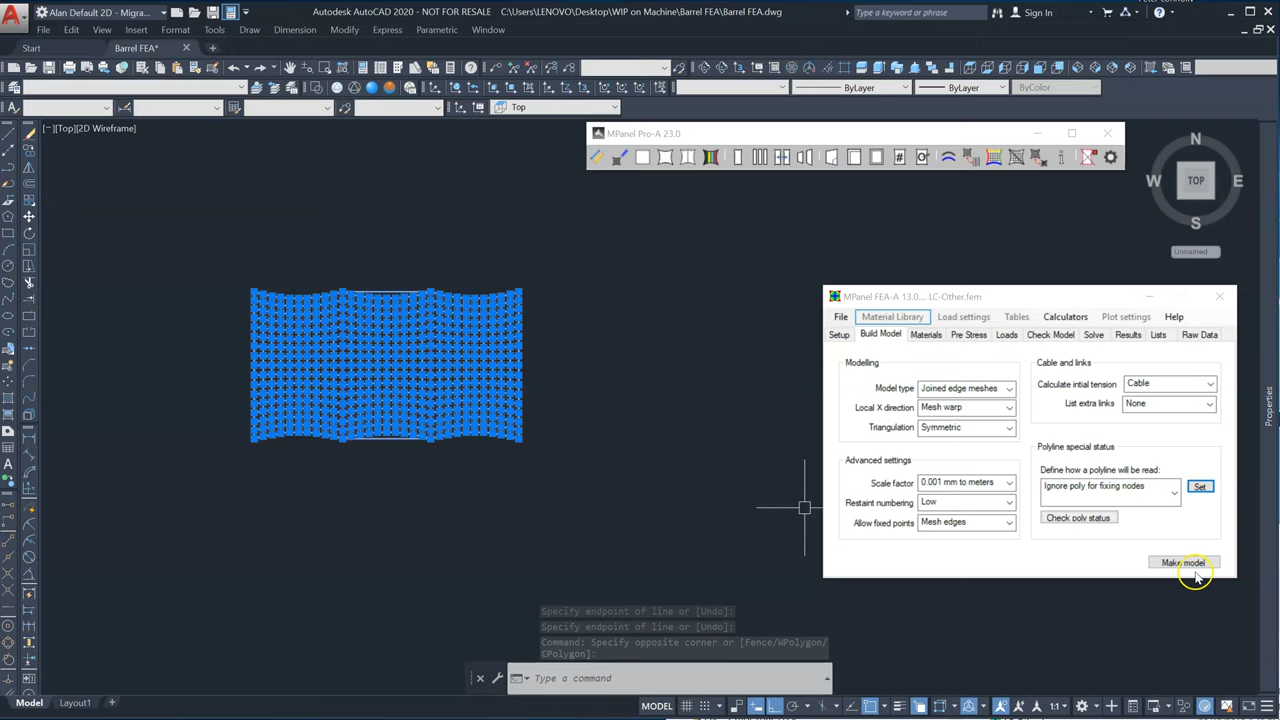 Autodesk AutoCAD 2020 - NOT FOR RESALE C:\Users\LENOVO\Desktop\WIP on Machine\Barrel FEA\Barrel FEA.dwg
Alan Default 2D - Migra...
Type a keyword or phrase
Sign In
File Edit View Insert Format Tools Draw Dimension Modify Express Parametric Window
Start
Barrel FEA*
ByLayer
ByLayer
ByColor
Top
[−][Top][2D Wireframe]
MPanel Pro-A 23.0
N
W
TOP
E
S
Unnamed
MPanel FEA-A 13.0.... LC-Other.fem
File Material Library Load settings Tables Calculators Plot settings Help
Setup Build Model Materials Pre Stress Loads Check Model Solve Results Lists Raw Data
Modelling
Model type Joined edge meshes
Local X direction Mesh warp
Triangulation Symmetric
Advanced settings
Scale factor 0.001 mm to meters
Restraint numbering Low
Allow fixed points Mesh edges
Cable and links
Calculate intial tension Cable
List extra links None
Polyline special status
Define how a polyline will be read:
Ignore poly for fixing nodes
Set
Check poly status
Make model
Properties
Specify endpoint of line or [Undo]:
Specify endpoint of line or [Undo]:
Command: Specify opposite corner or [Fence/WPolygon/
CPolygon]:
Type a command
Model
Layout1
MODEL
1:1